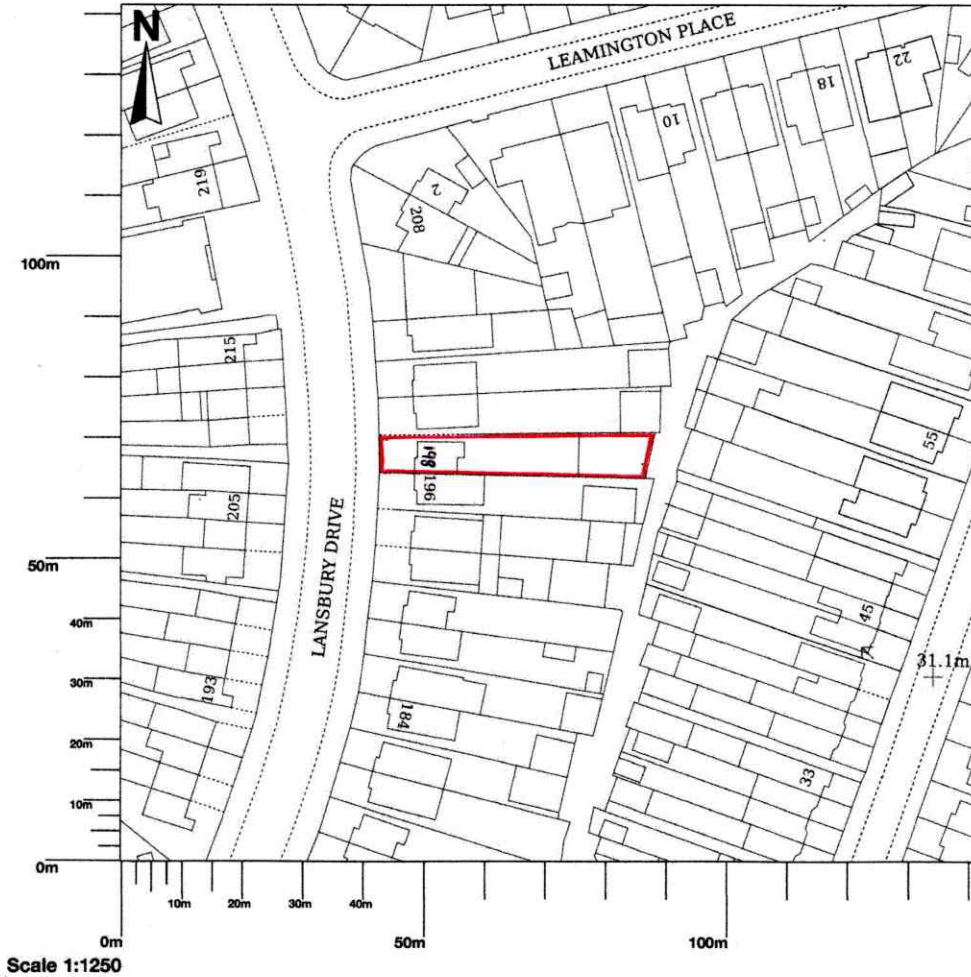 N
LEAMINGTON PLACE
22
18
10
219
2
208
100m
215
55
198
196
205
50m
LANSBURY DRIVE
40m
45
31.1m
30m
193
184
20m
33
10m
0m
10m 20m 30m 40m
0m 50m 100m
Scale 1:1250